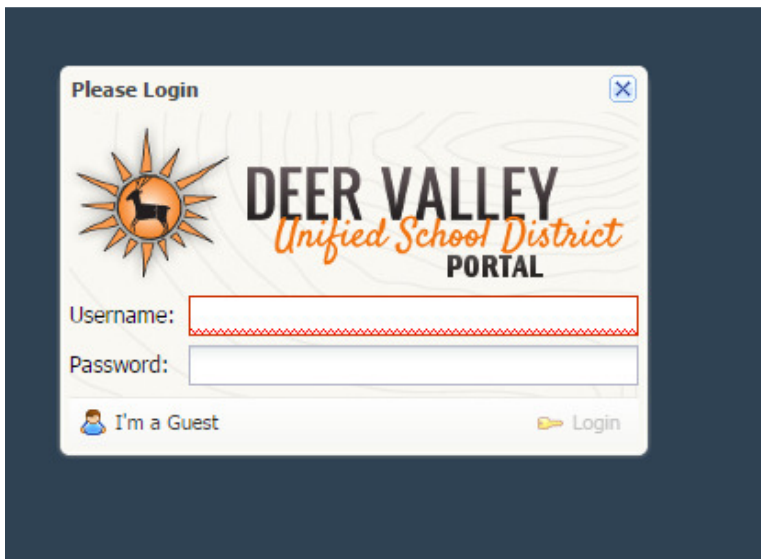 Please Login
DEER VALLEY
Unified School District
PORTAL
Username:
Password:
I'm a Guest
Login